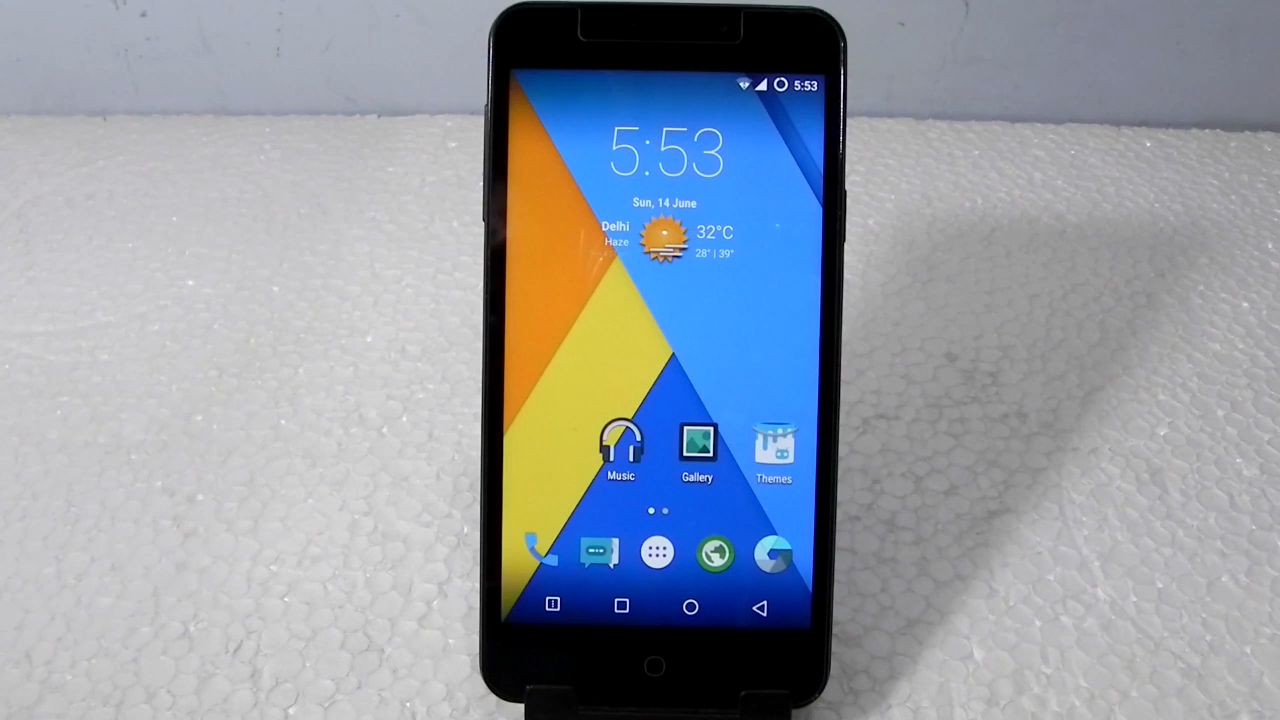 5:53
5:53
Sun, 14 June
Delhi
Haze
32°C
28° | 39°
Music
Gallery
Themes